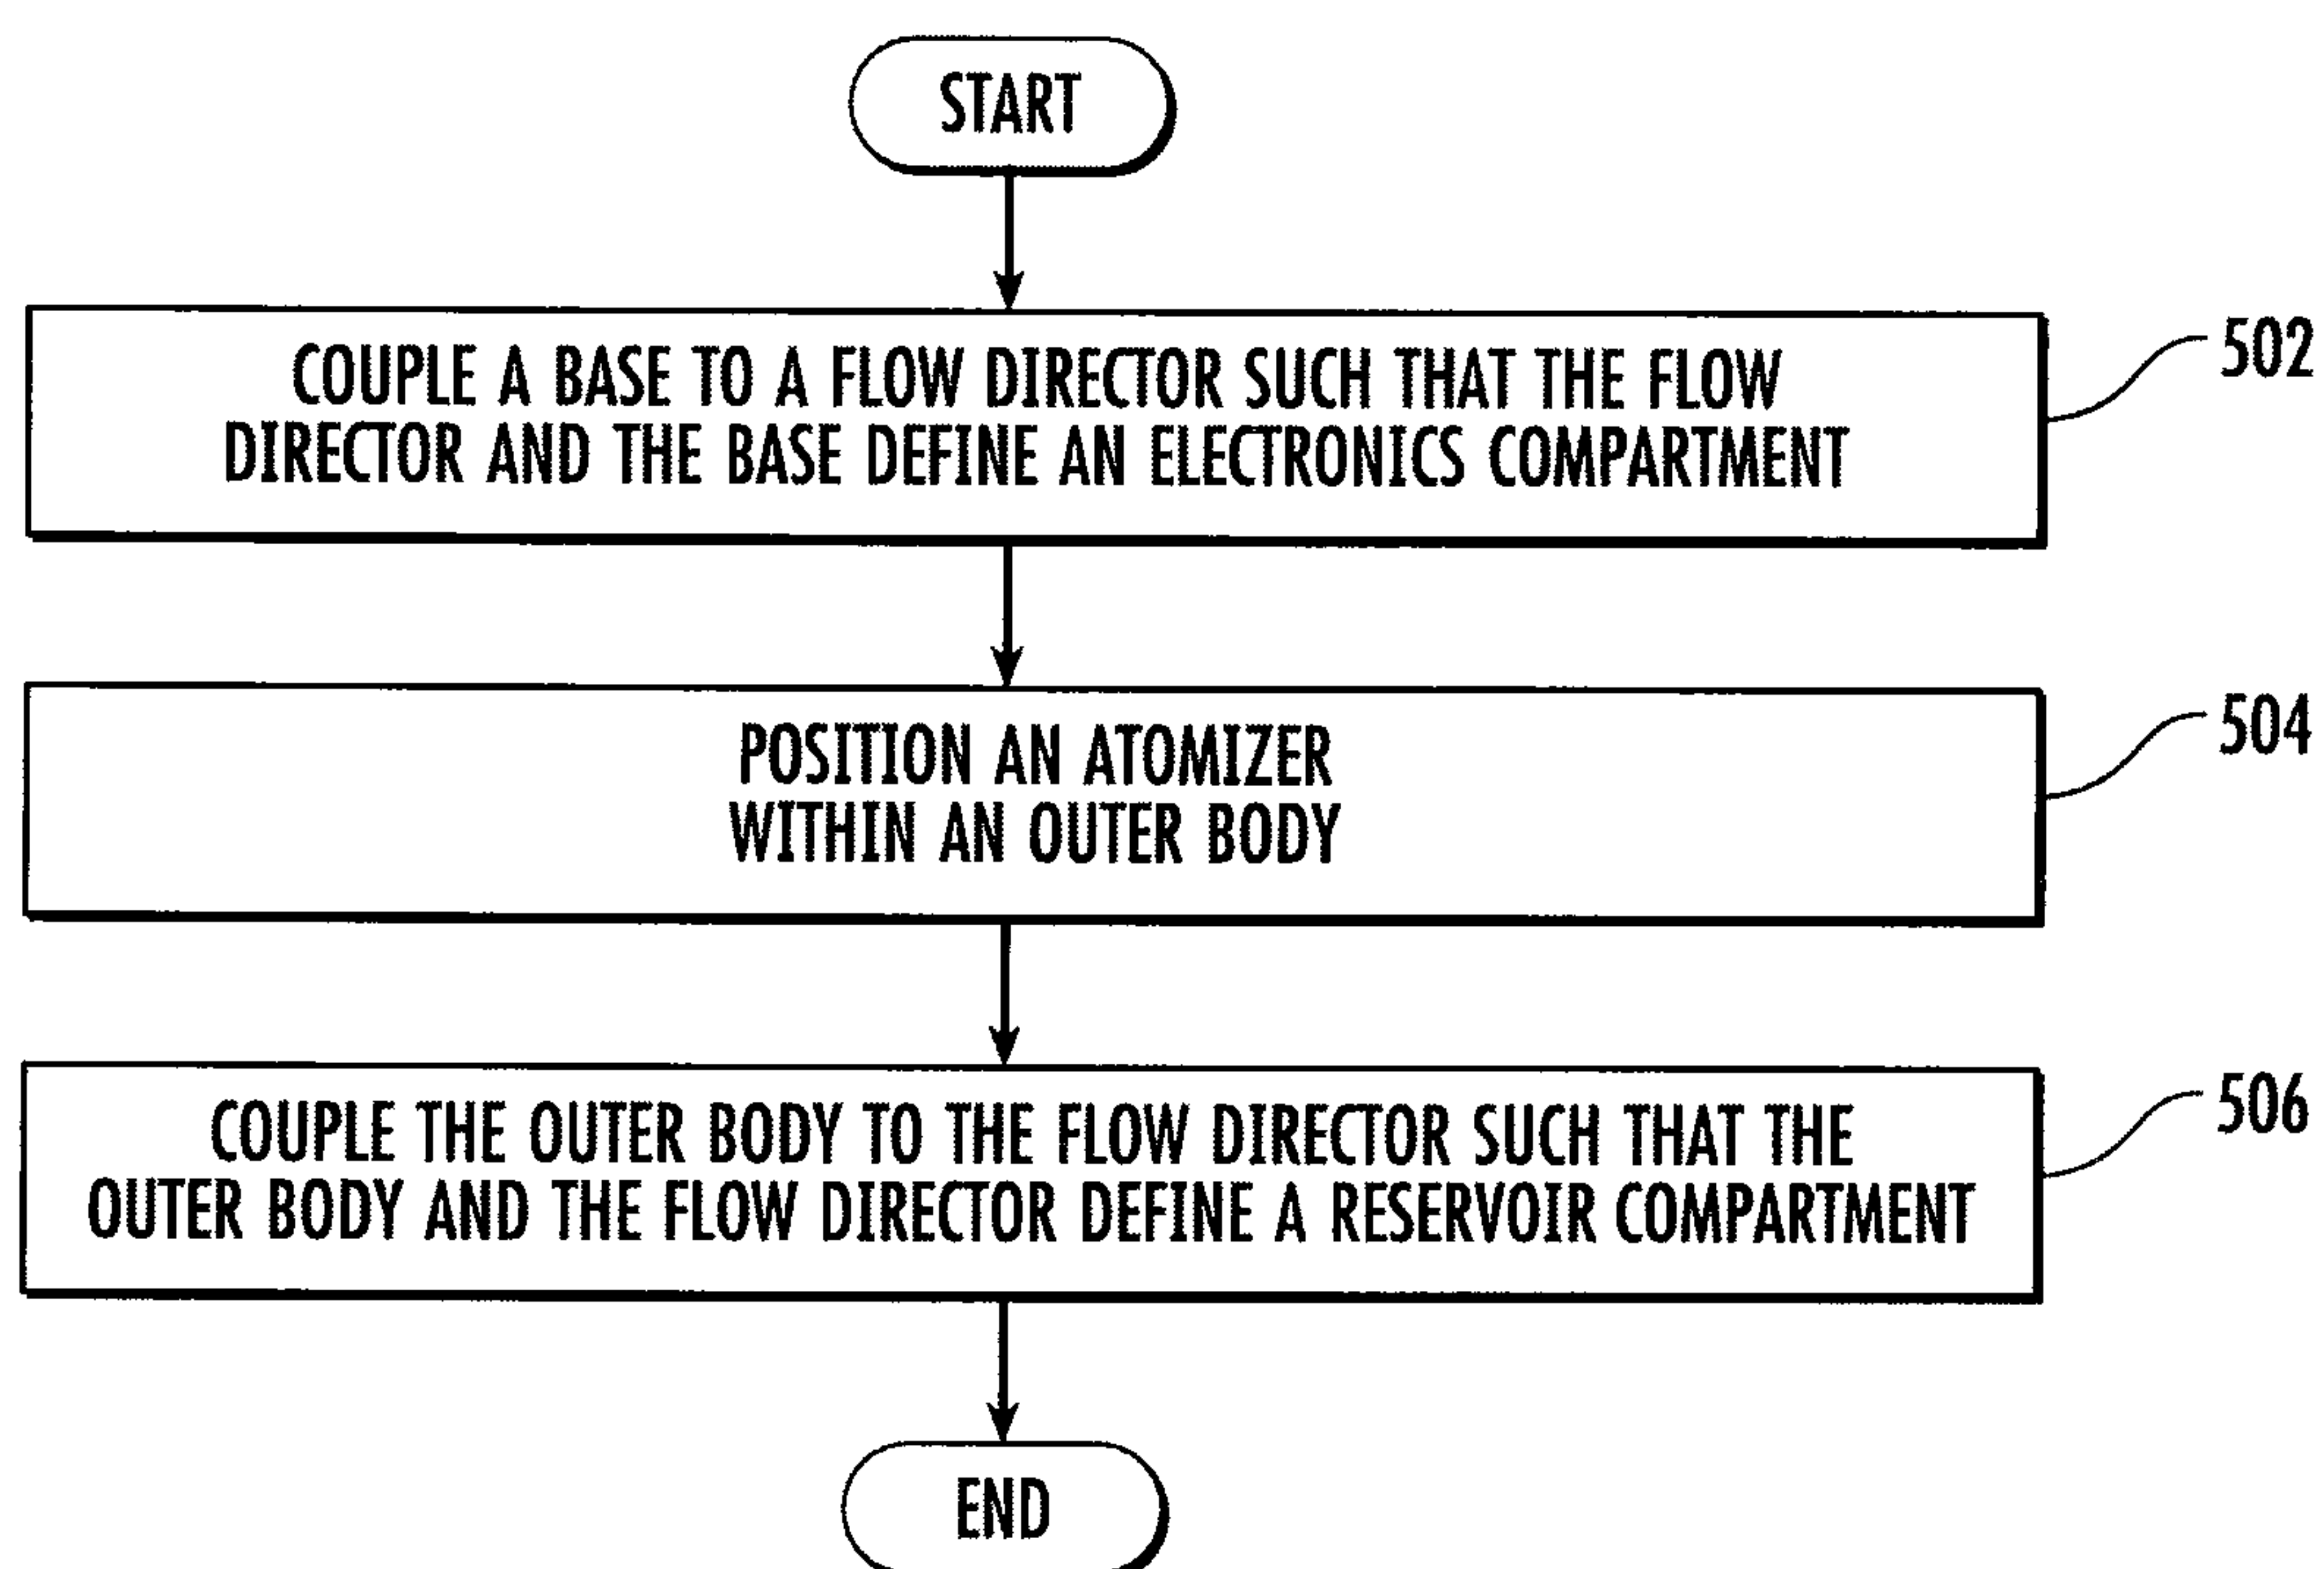 START
COUPLE A BASE TO A FLOW DIRECTOR SUCH THAT THE FLOW
DIRECTOR AND THE BASE DEFINE AN ELECTRONICS COMPARTMENT
502
POSITION AN ATOMIZER
WITHIN AN OUTER BODY
504
COUPLE THE OUTER BODY TO THE FLOW DIRECTOR SUCH THAT THE
OUTER BODY AND THE FLOW DIRECTOR DEFINE A RESERVOIR COMPARTMENT
506
END